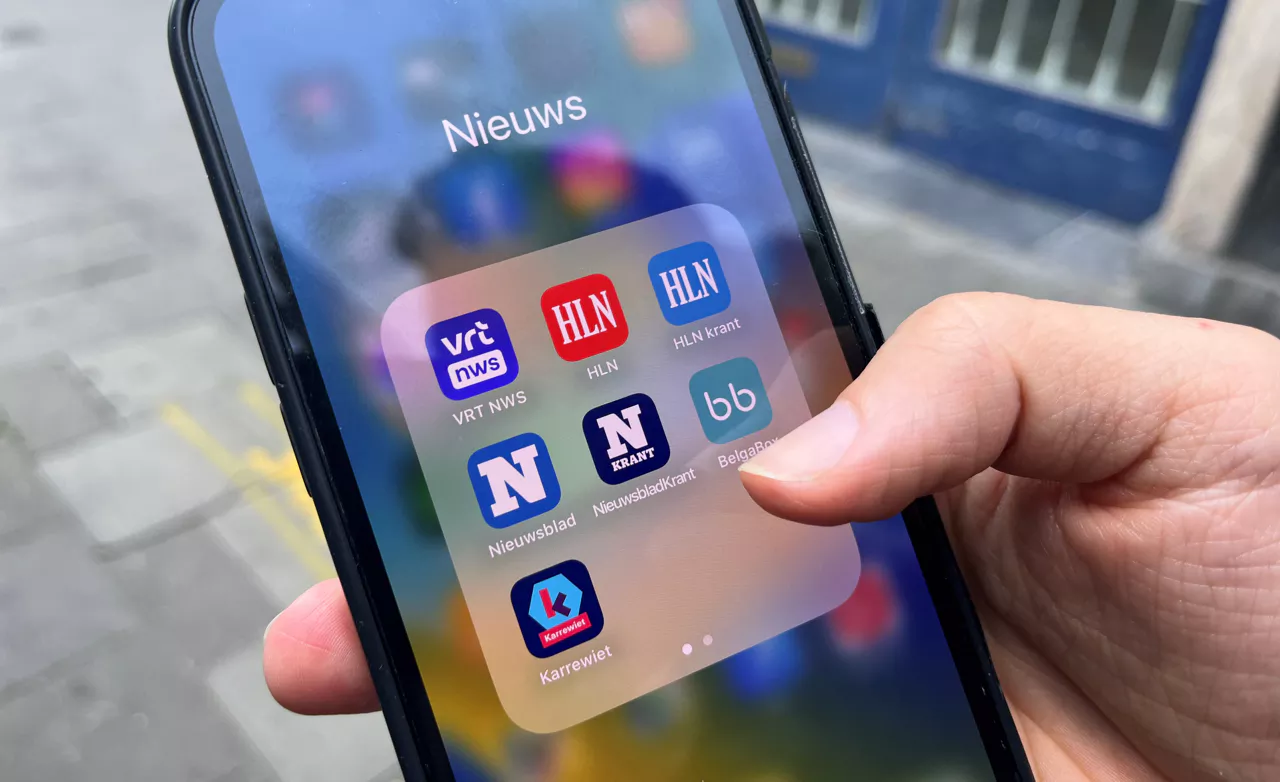 Nieuws
vrt
nws
VRT NWS
HLN
HLN
HLN
HLN krant
N
Nieuwsblad
N
KRANT
NieuwsbladKrant
bb
k
Karrewiet
Karrewiet